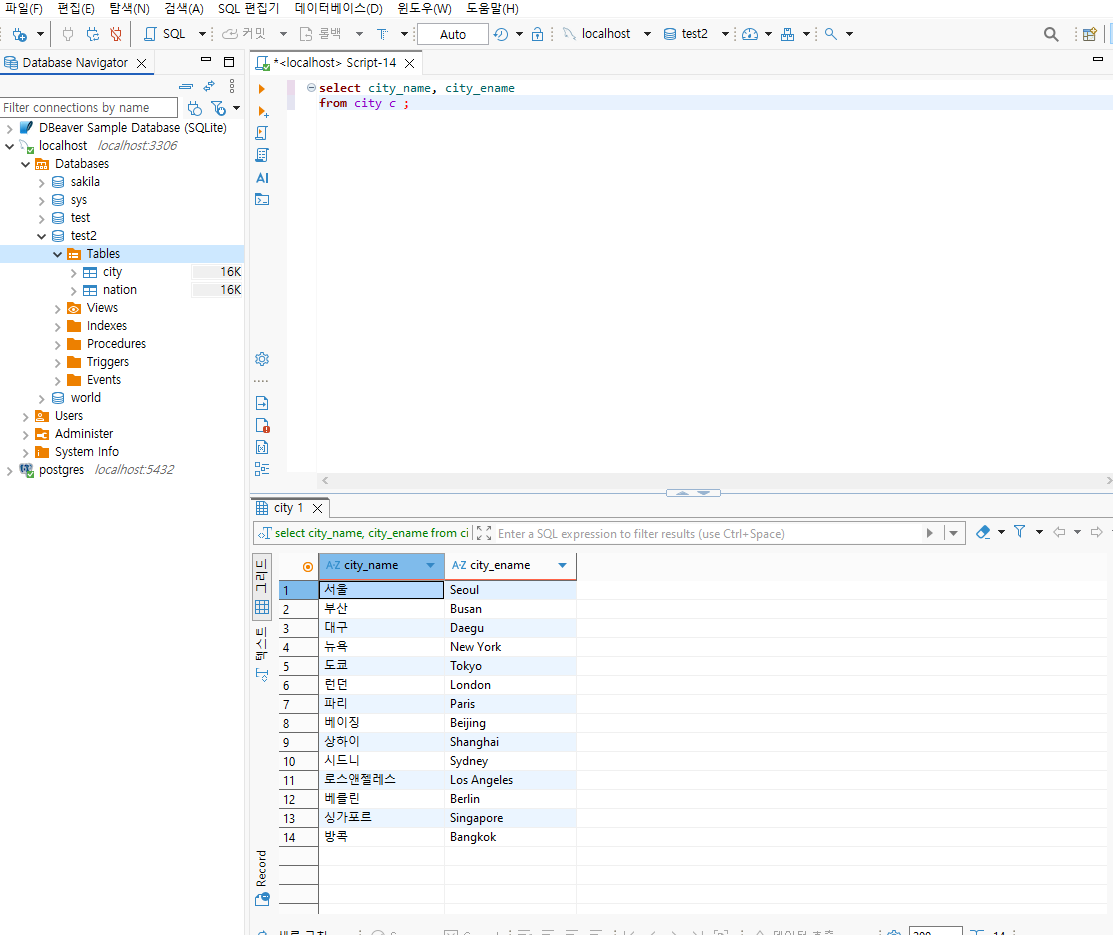 파일(F) 편집(E) 탐색(N) 검색(A) SQL 편집기 데이터베이스(D) 윈도우(W) 도움말(H)
SQL 커밋 롤백 T Auto localhost test2
Database Navigator
*<localhost> Script-14
Filter connections by name
DBeaver Sample Database (SQLite)
localhost localhost:3306
Databases
sakila
sys
test
test2
Tables
city 16K
nation 16K
Views
Indexes
Procedures
Triggers
Events
world
Users
Administer
System Info
postgres localhost:5432
select city_name, city_ename
from city c ;
AI
city 1
select city_name, city_ename from ci
Enter a SQL expression to filter results (use Ctrl+Space)
그리드
텍스트
Record
A-Z city_name A-Z city_ename
1 서울 Seoul
2 부산 Busan
3 대구 Daegu
4 뉴욕 New York
5 도쿄 Tokyo
6 런던 London
7 파리 Paris
8 베이징 Beijing
9 상하이 Shanghai
10 시드니 Sydney
11 로스앤젤레스 Los Angeles
12 베를린 Berlin
13 싱가포르 Singapore
14 방콕 Bangkok